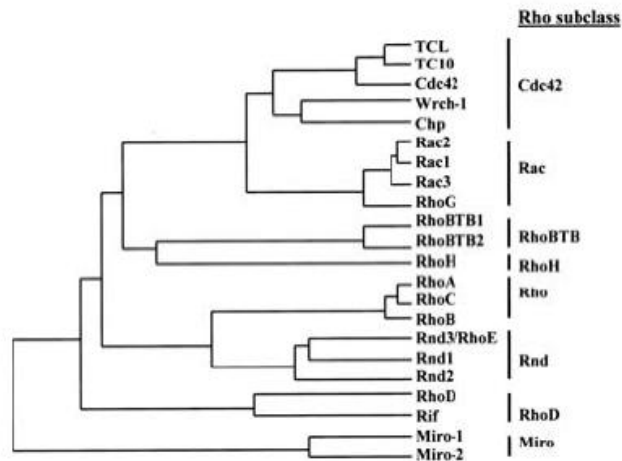 Rho subclass
TCL
TC10
Cdc42
Wrch-1
Chp
Cdc42
Rac2
Rac1
Rac3
RhoG
Rac
RhoBTB1
RhoBTB2
RhoBTB
RhoH
RhoH
RhoA
RhoC
RhoB
Rho
Rnd3/RhoE
Rnd1
Rnd2
Rnd
RhoD
Rif
RhoD
Miro-1
Miro-2
Miro